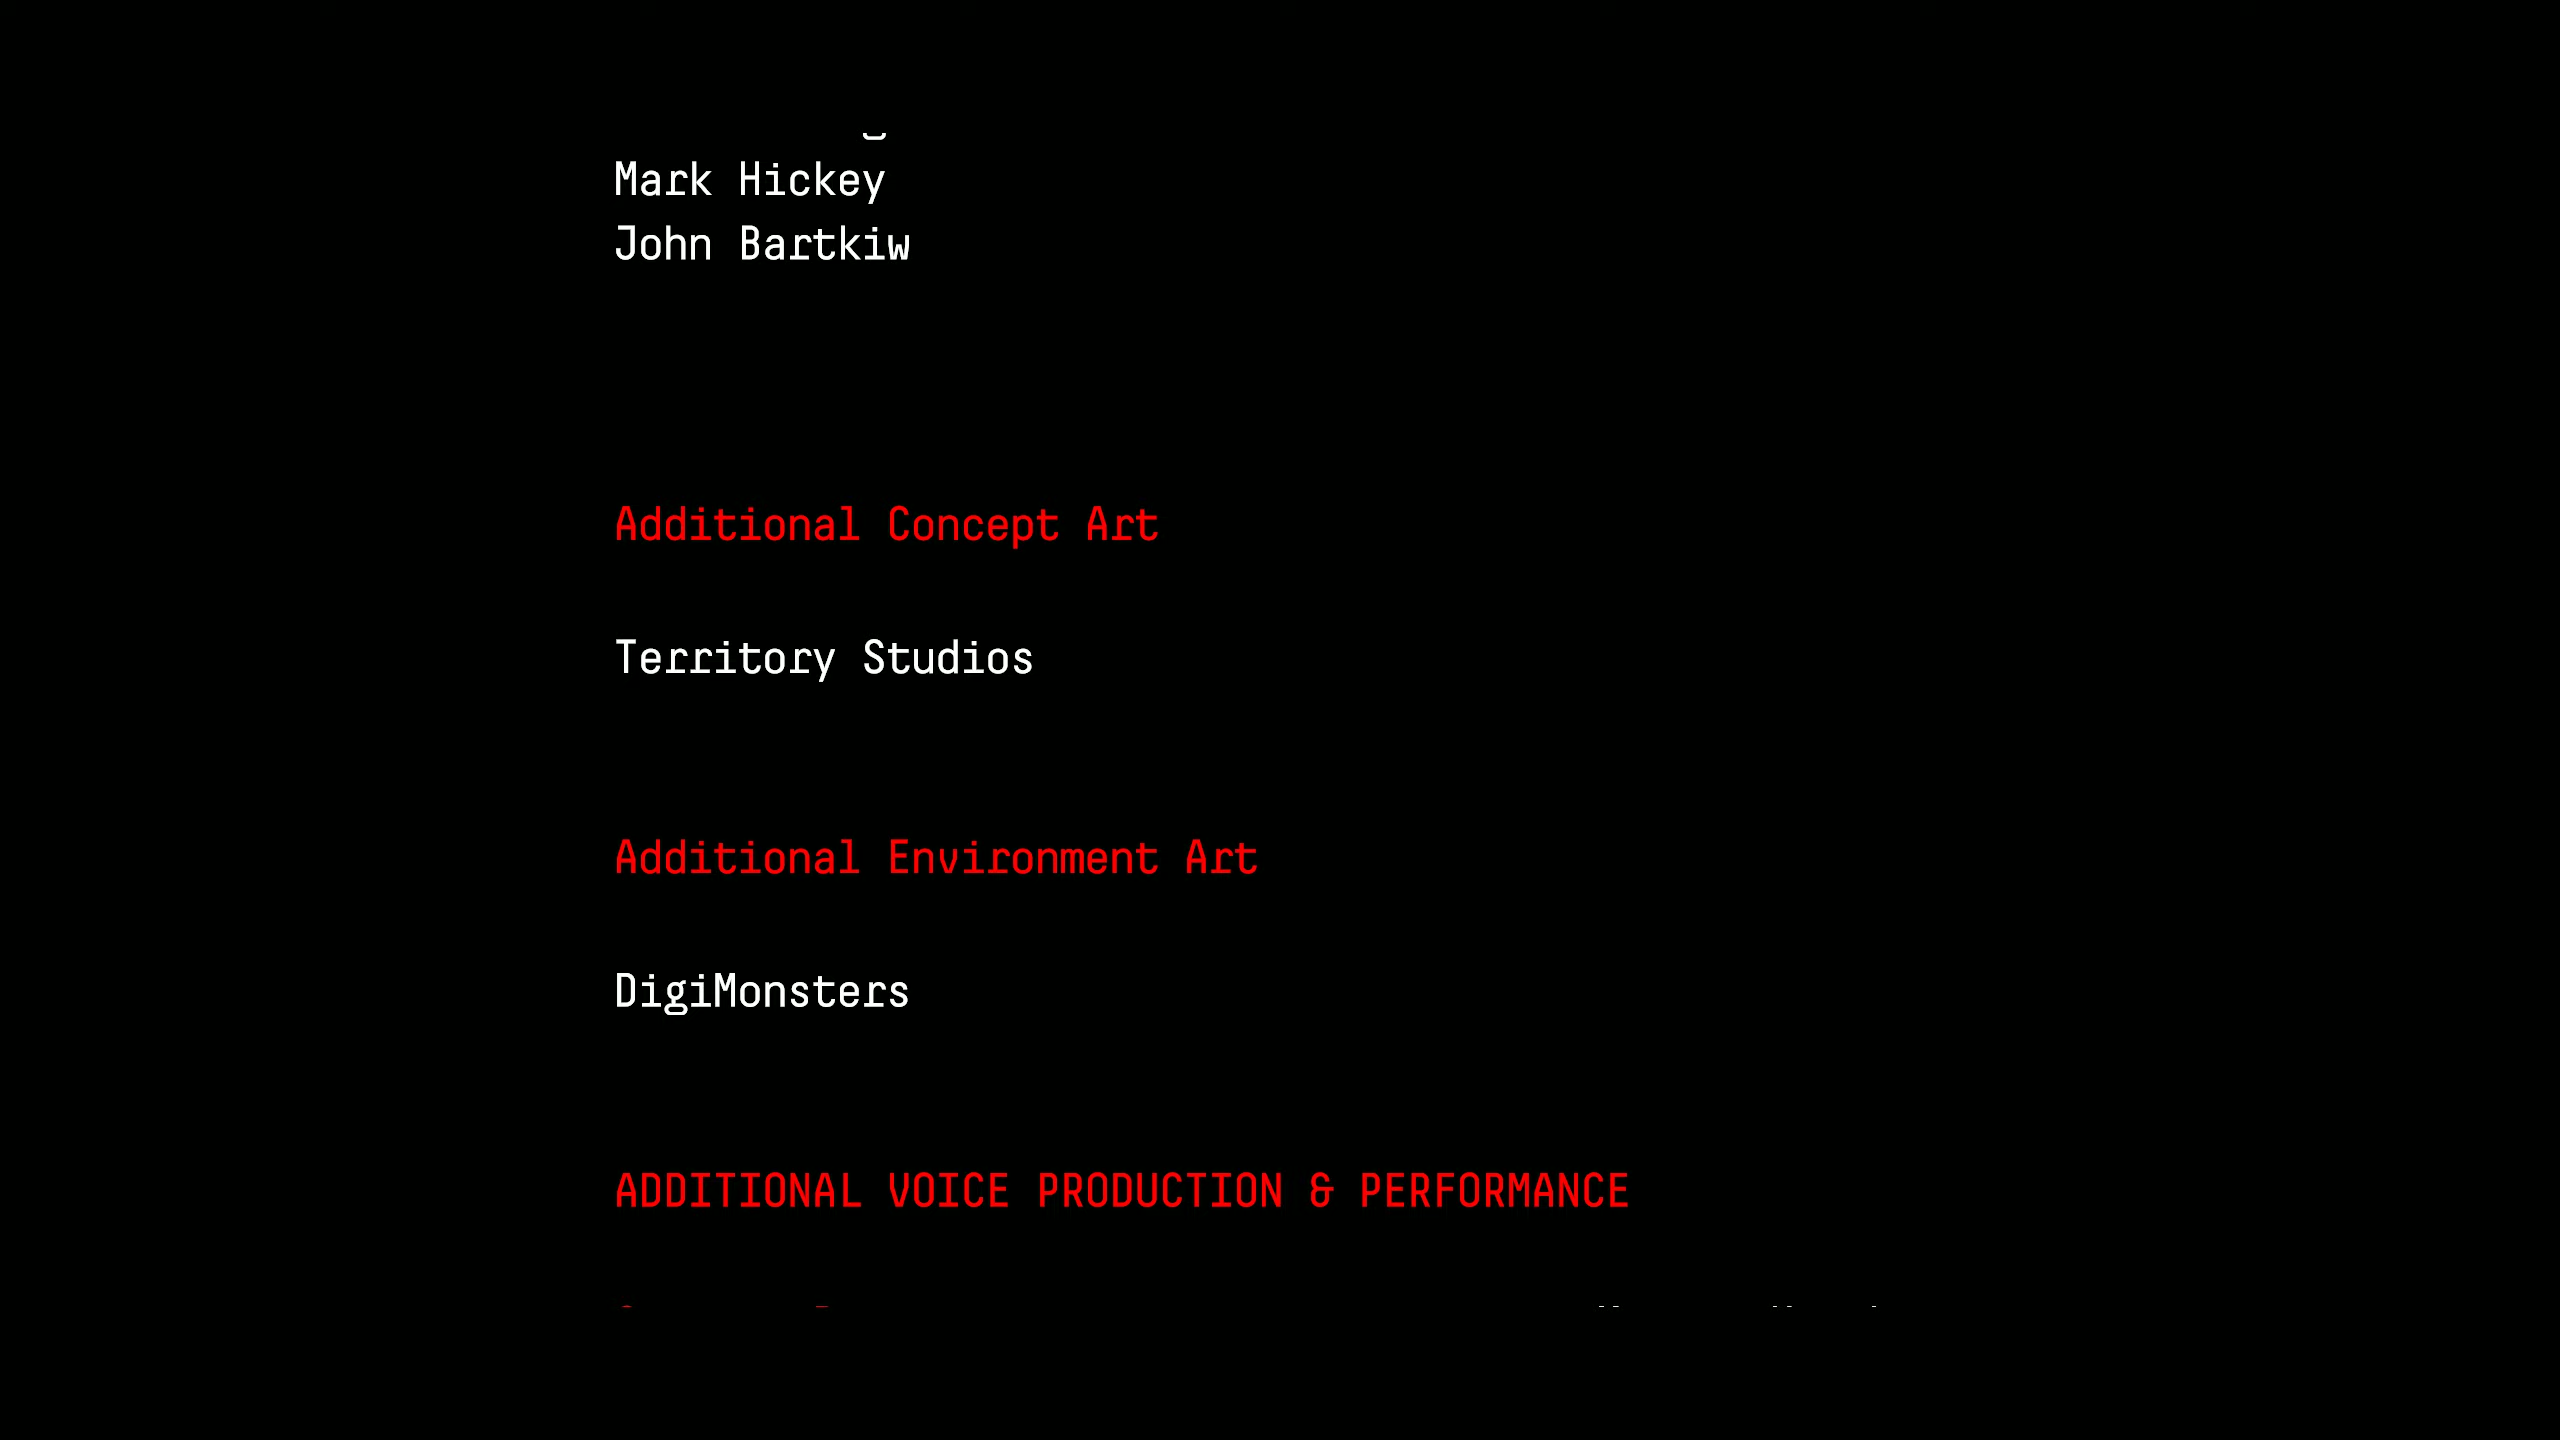 Mark Hickey
John Bartkiw
Additional Concept Art
Territory Studios
Additional Environment Art
DigiMonsters
ADDITIONAL VOICE PRODUCTION & PERFORMANCE